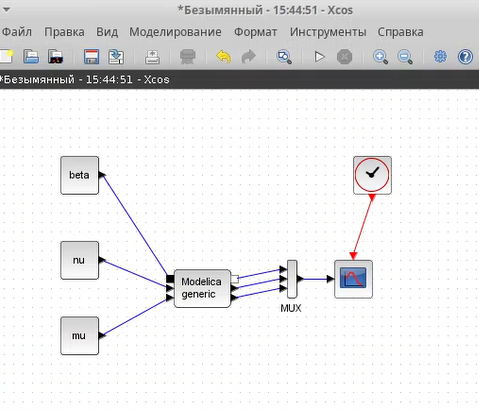 *Безымянный - 15:44:51 - Xcos
Файл Правка Вид Моделирование Формат Инструменты Справка
*Безымянный - 15:44:51 - Xcos
beta
nu
Modelica
generic
MUX
mu